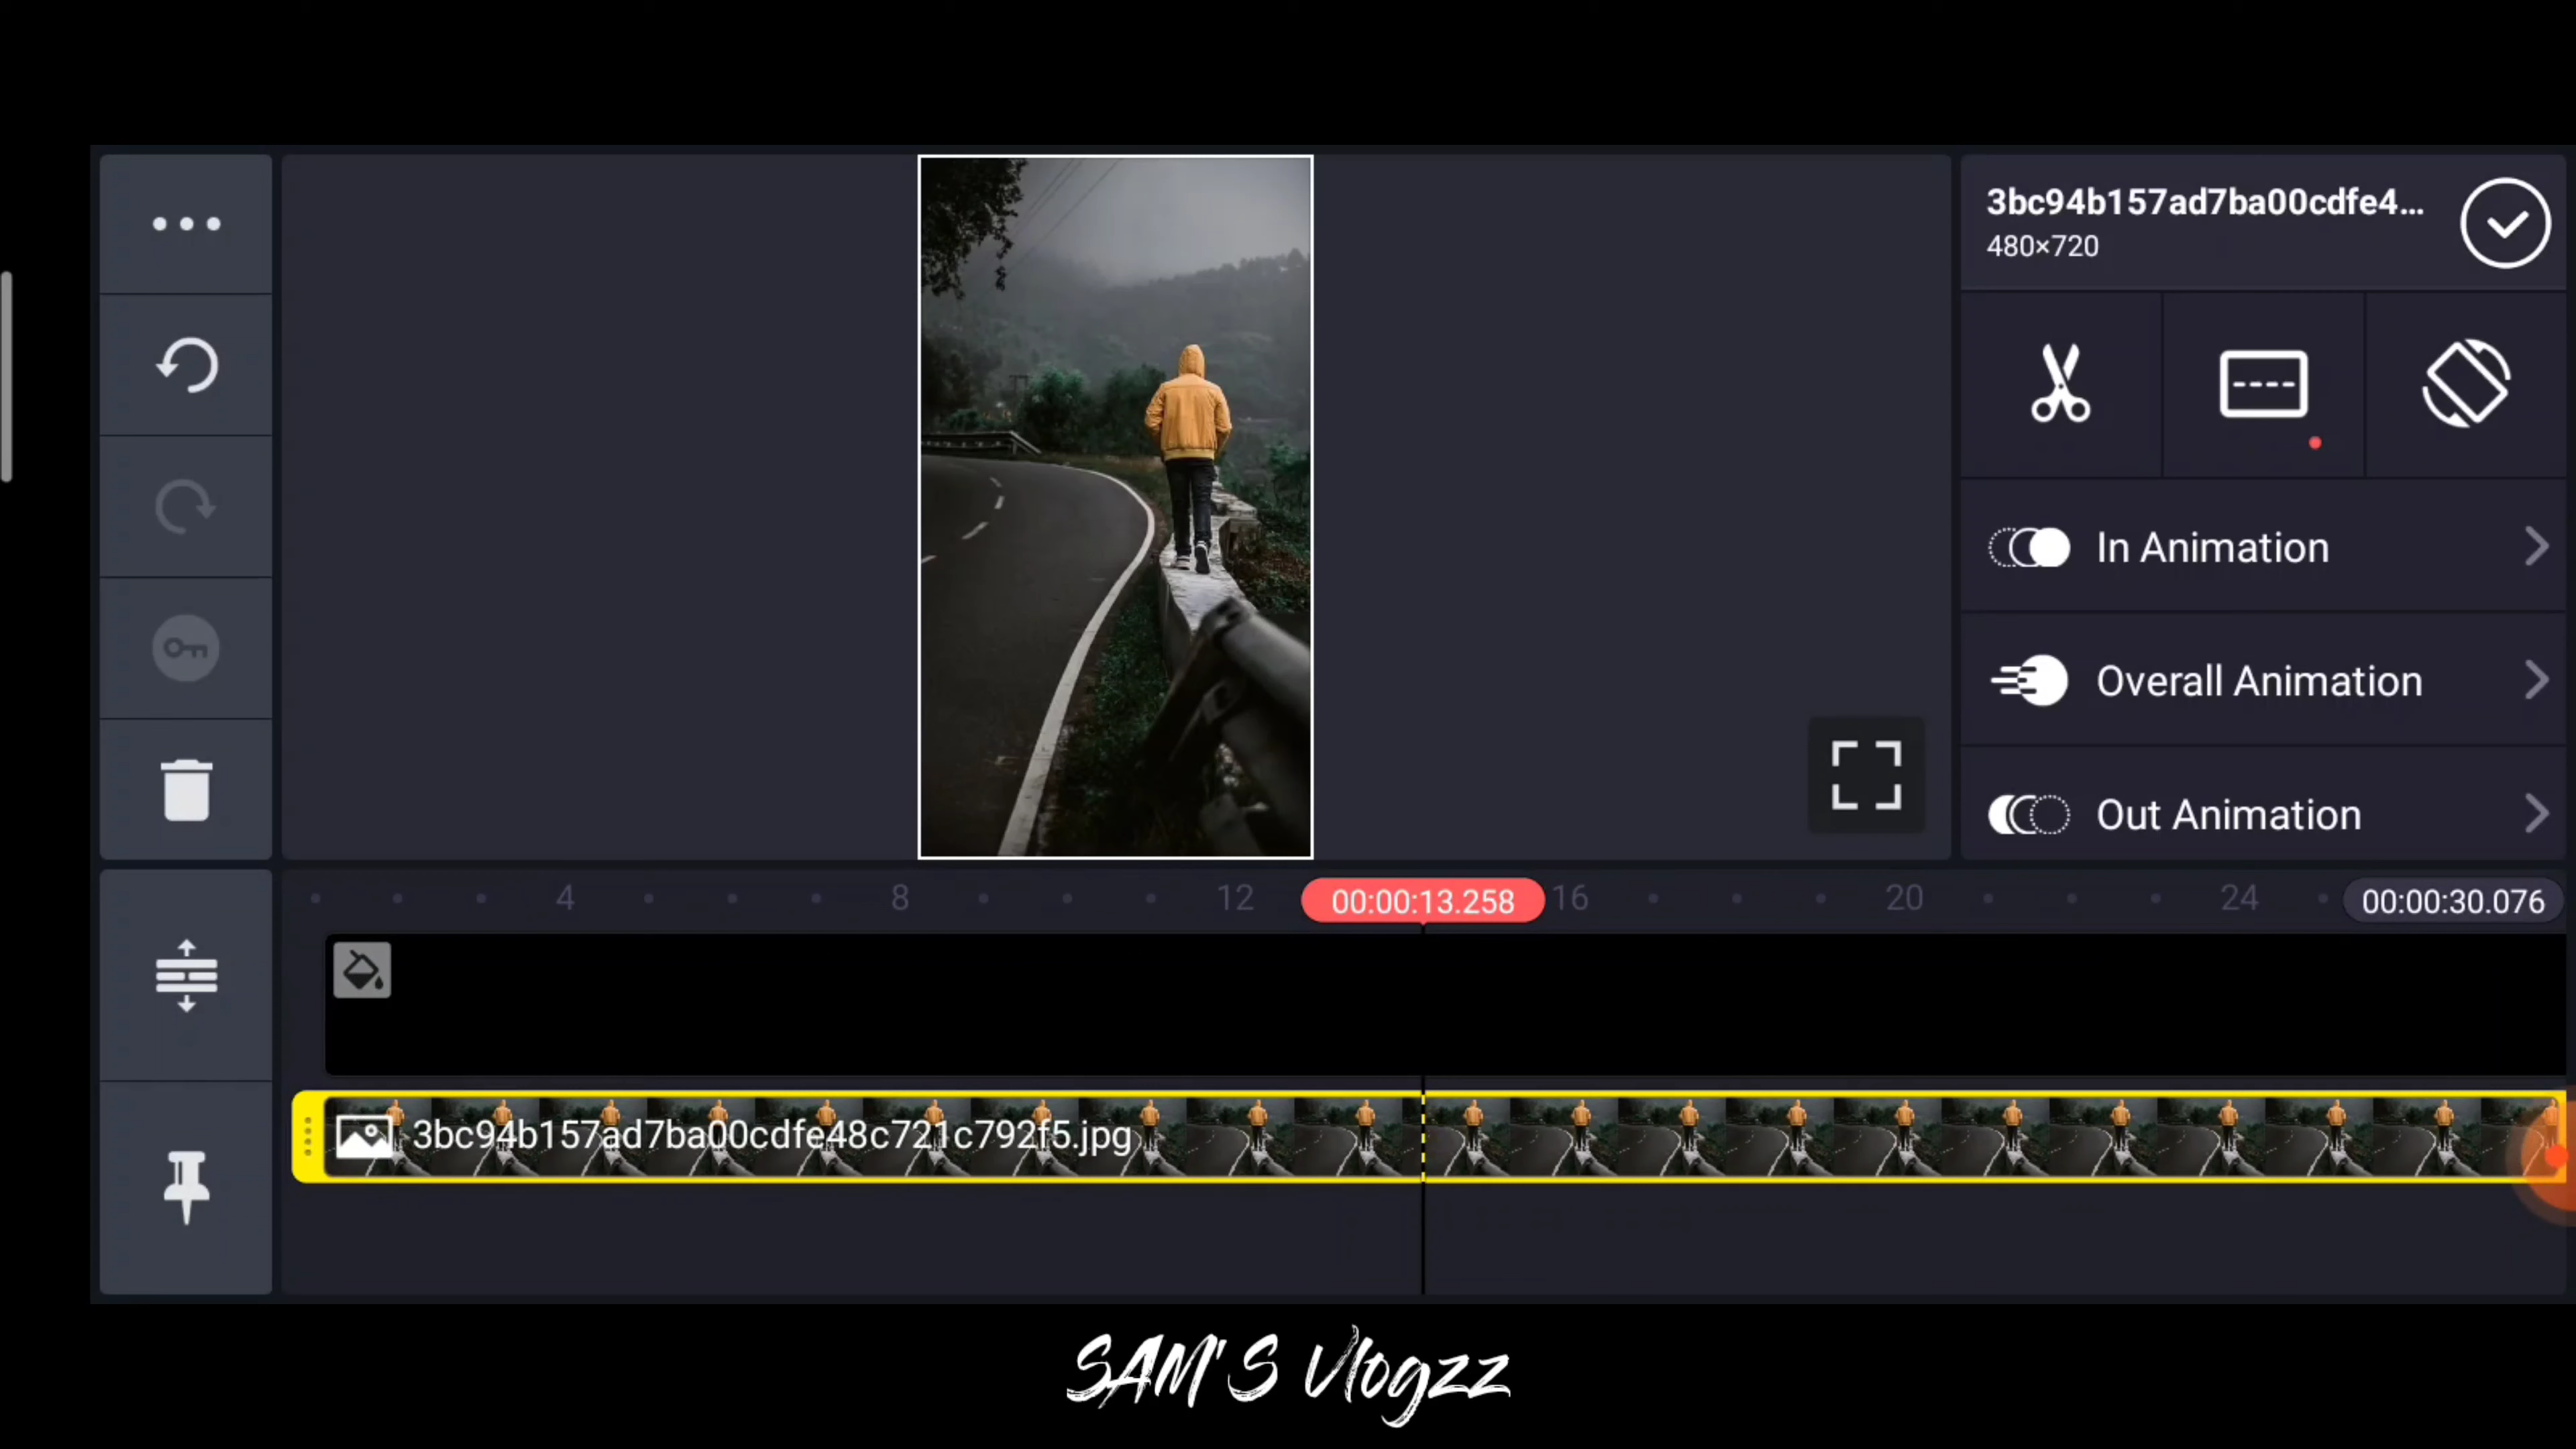 3bc94b157ad7ba00cdfe4...
480×720
In Animation
Overall Animation
Out Animation
4
8
12
00:00:13.258
16
20
24
00:00:30.076
3bc94b157ad7ba00cdfe48c721c792f5.jpg
SAM'S Vlogzz